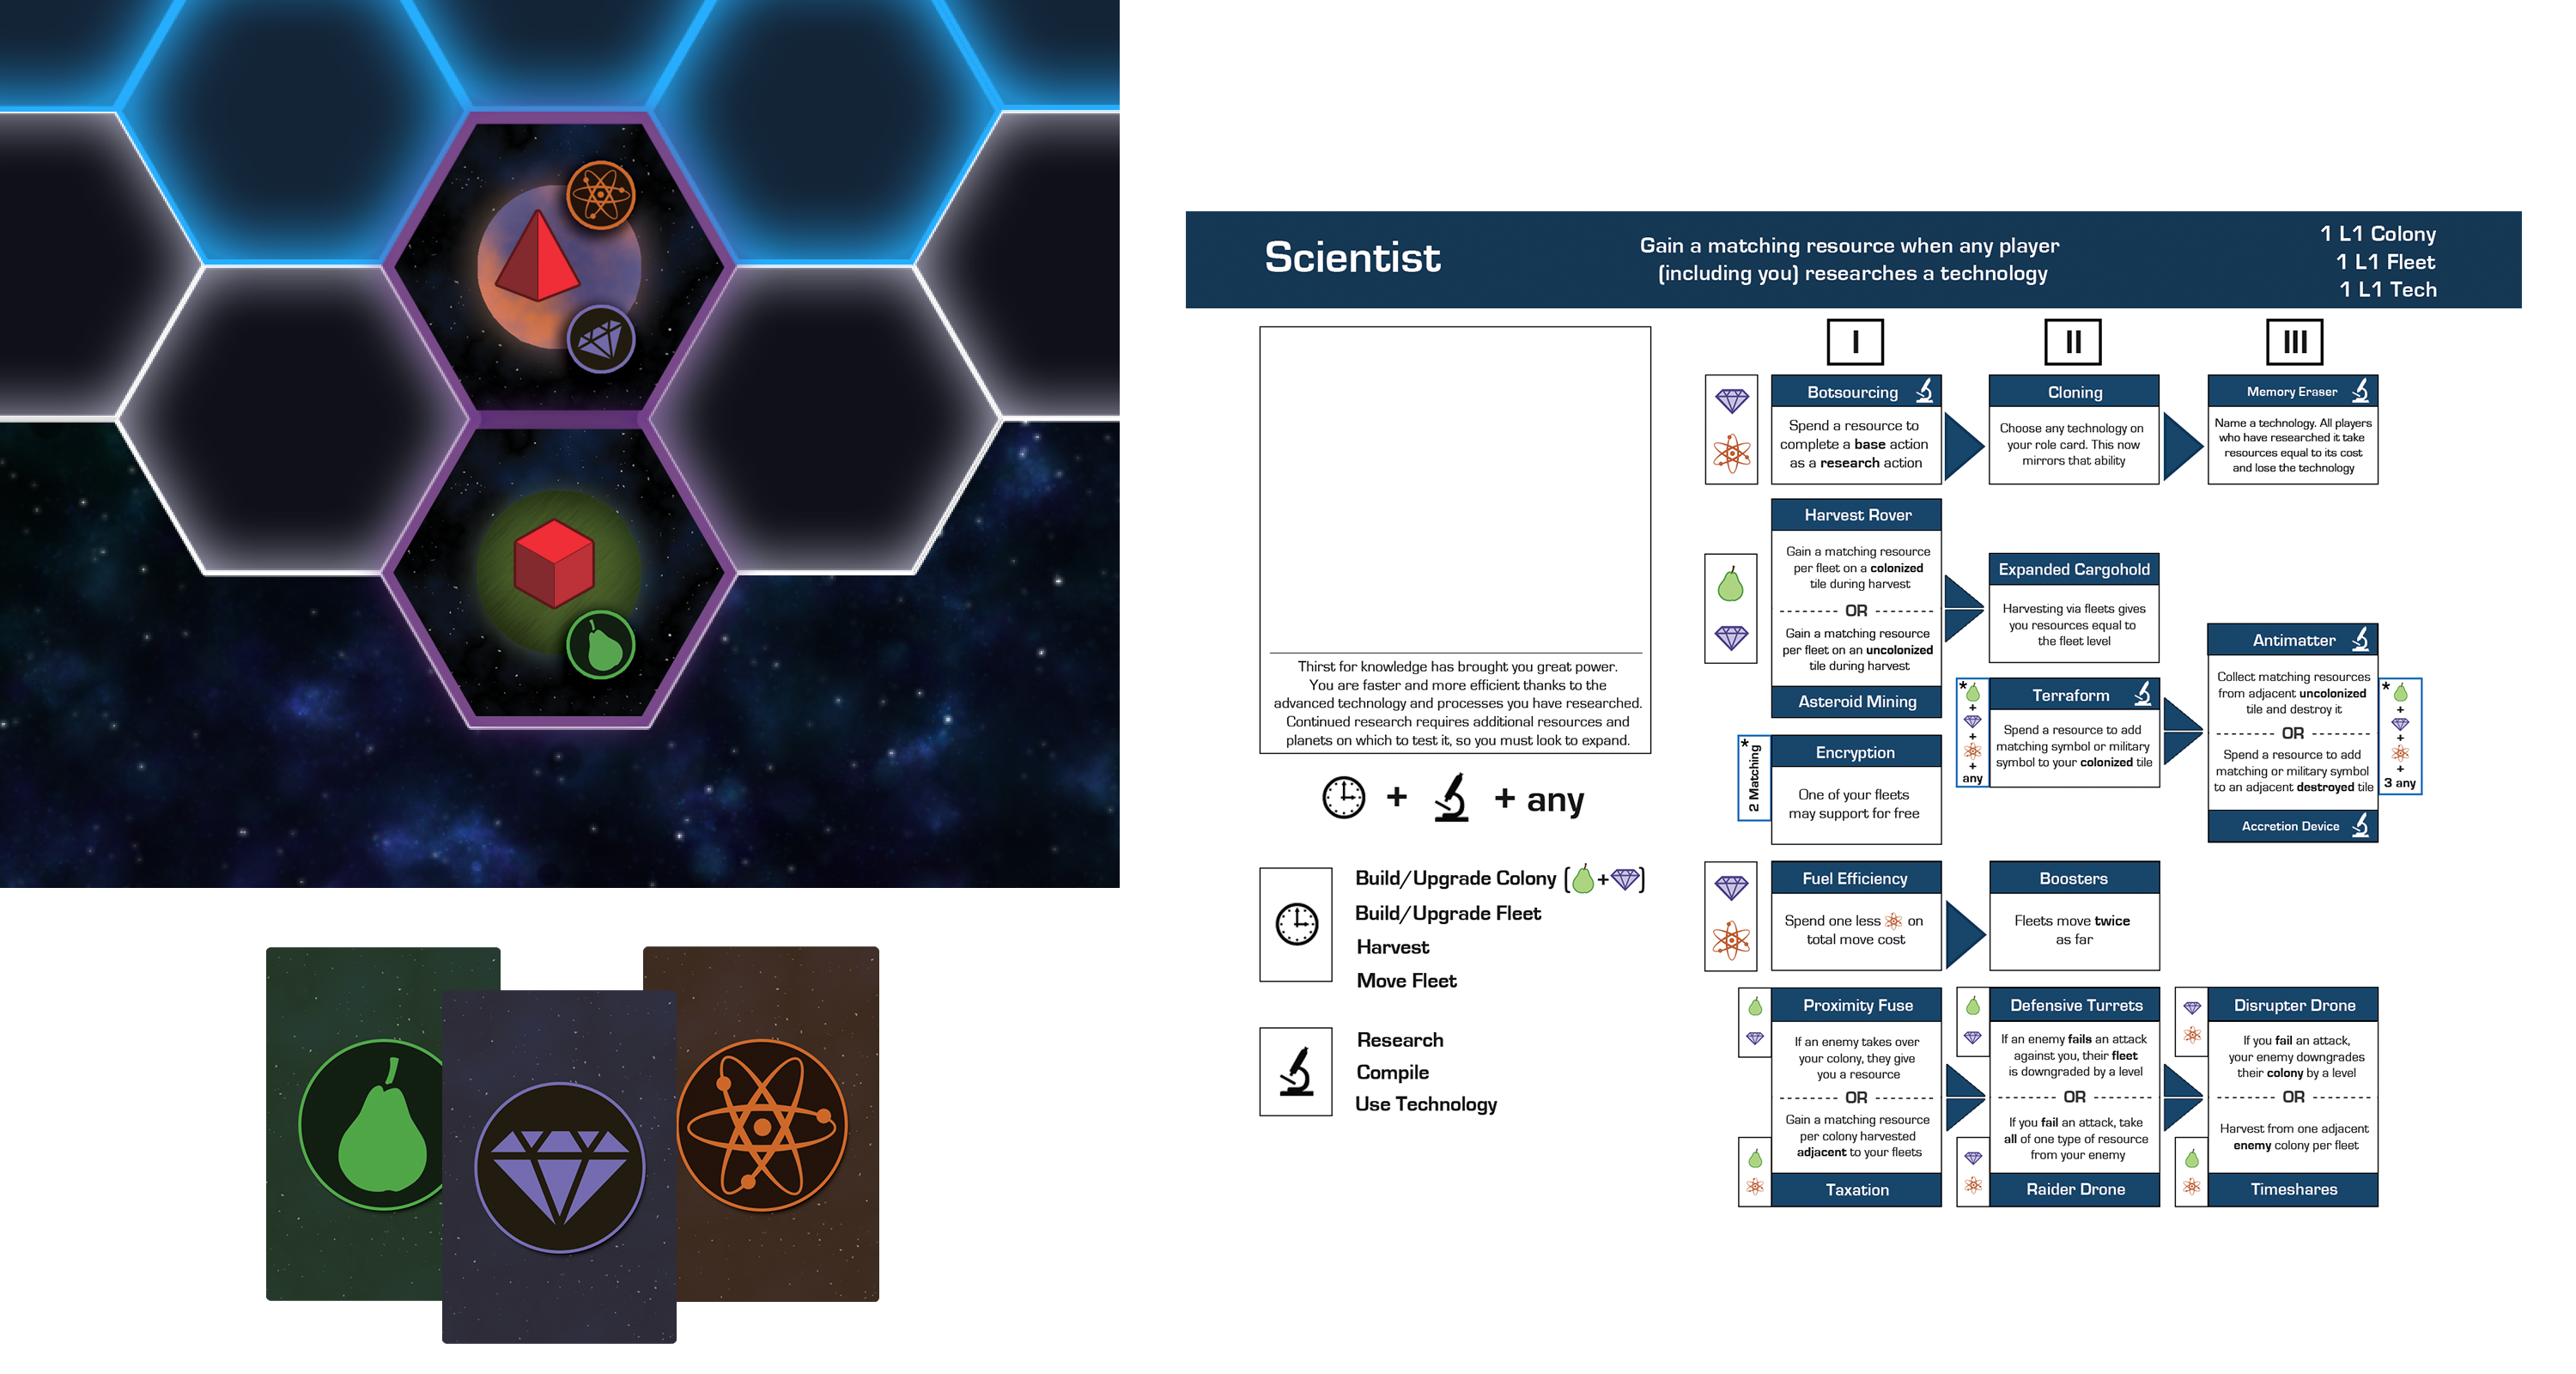 Scientist
Gain a matching resource when any player
(including you) researches a technology
1 L1 Colony
1 L1 Fleet
1 L1 Tech
Thirst for knowledge has brought you great power.
You are faster and more efficient thanks to the
advanced technology and processes you have researched.
Continued research requires additional resources and
planets on which to test it, so you must look to expand.
+ + any
Build/Upgrade Colony (+)
Build/Upgrade Fleet
Harvest
Move Fleet
Research
Compile
Use Technology
I
II
III
Botsourcing
Spend a resource to
complete a base action
as a research action
Cloning
Choose any technology on
your role card. This now
mirrors that ability
Memory Eraser
Name a technology. All players
who have researched it take
resources equal to its cost
and lose the technology
Harvest Rover
Gain a matching resource
per fleet on a colonized
tile during harvest
OR
Gain a matching resource
per fleet on an uncolonized
tile during harvest
Asteroid Mining
Expanded Cargohold
Harvesting via fleets gives
you resources equal to
the fleet level
*
2 Matching
Encryption
One of your fleets
may support for free
*
+
+
+
any
Terraform
Spend a resource to add
matching symbol or military
symbol to your colonized tile
Antimatter
Collect matching resources
from adjacent uncolonized
tile and destroy it
OR
Spend a resource to add
matching or military symbol
to an adjacent destroyed tile
Accretion Device
*
+
+
+
3 any
Fuel Efficiency
Spend one less on
total move cost
Boosters
Fleets move twice
as far
Proximity Fuse
If an enemy takes over
your colony, they give
you a resource
OR
Gain a matching resource
per colony harvested
adjacent to your fleets
Taxation
Defensive Turrets
If an enemy fails an attack
against you, their fleet
is downgraded by a level
OR
If you fail an attack, take
all of one type of resource
from your enemy
Raider Drone
Disrupter Drone
If you fail an attack,
your enemy downgrades
their colony by a level
OR
Harvest from one adjacent
enemy colony per fleet
Timeshares